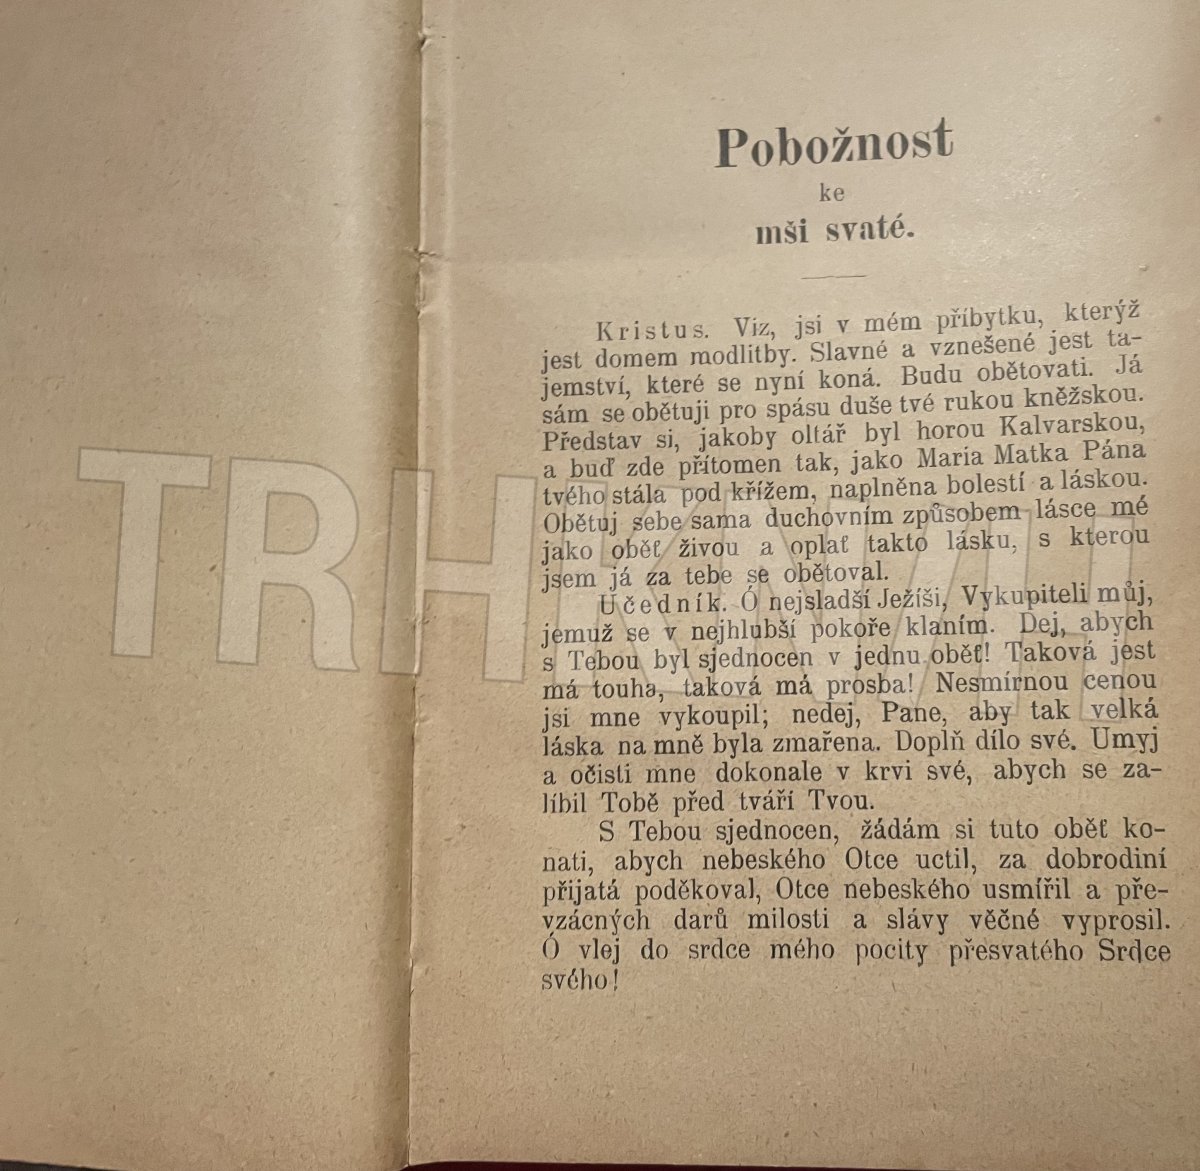 Pobožnost
ke
mši svaté.
Kristus. Viz, jsi v mém příbytku, kterýž
jest domem modlitby. Slavné a vznešené jest ta-
jemství, které se nyní koná. Budu obětovati. Já
sám se obětuji pro spásu duše tvé rukou kněžskou.
Představ si, jakoby oltář byl horou Kalvarskou,
a buď zde přítomen tak, jako Maria Matka Pána
tvého stála pod křížem, naplněna bolestí a láskou.
Obětuj sebe sama duchovním způsobem lásce mé
jako oběť živou a oplať takto lásku, s kterou
jsem já za tebe se obětoval.
Učedník. Ó nejsladší Ježíši, Vykupiteli můj,
jemuž se v nejhlubší pokoře klaním. Dej, abych
s Tebou byl sjednocen v jednu oběť! Taková jest
má touha, taková má prosba! Nesmírnou cenou
jsi mne vykoupil; nedej, Pane, aby tak velká
láska na mně byla zmařena. Doplň dílo své. Umyj
a očisti mne dokonale v krvi své, abych se za-
líbil Tobě před tváří Tvou.
S Tebou sjednocen, žádám si tuto oběť ko-
nati, abych nebeského Otce uctil, za dobrodiní
přijatá poděkoval, Otce nebeského usmířil a pře-
vzácných darů milosti a slávy věčné vyprosil.
Ó vlej do srdce mého pocity přesvatého Srdce
svého!